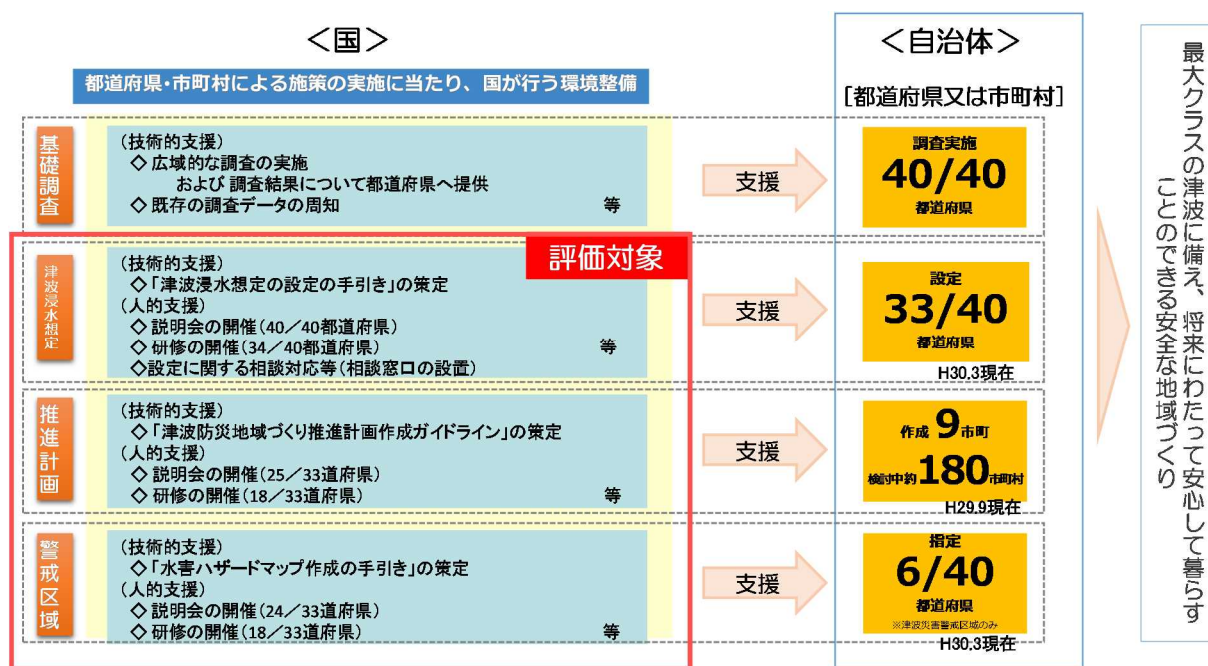 <国>
都道府県・市町村による施策の実施に当たり、国が行う環境整備
<自治体>
[都道府県又は市町村]
基礎調査
(技術的支援)
◇広域的な調査の実施
および 調査結果について都道府県へ提供
◇既存の調査データの周知 等
支援
調査実施
40/40
都道府県
評価対象
津波浸水想定
(技術的支援)
◇「津波浸水想定の設定の手引き」の策定
(人的支援)
◇説明会の開催(40/40都道府県)
◇研修の開催(34/40都道府県) 等
◇設定に関する相談対応等(相談窓口の設置)
支援
設定
33/40
都道府県
H30.3現在
推進計画
(技術的支援)
◇「津波防災地域づくり推進計画作成ガイドライン」の策定
(人的支援)
◇説明会の開催(25/33道府県)
◇研修の開催(18/33道府県) 等
支援
作成 9市町
検討中約180市町村
H29.9現在
警戒区域
(技術的支援)
◇「水害ハザードマップ作成の手引き」の策定
(人的支援)
◇説明会の開催(24/33道府県)
◇研修の開催(18/33道府県) 等
支援
指定
6/40
都道府県
※津波災害警戒区域のみ
H30.3現在
最大クラスの津波に備え、将来にわたって安心して暮らす
ことのできる安全な地域づくり